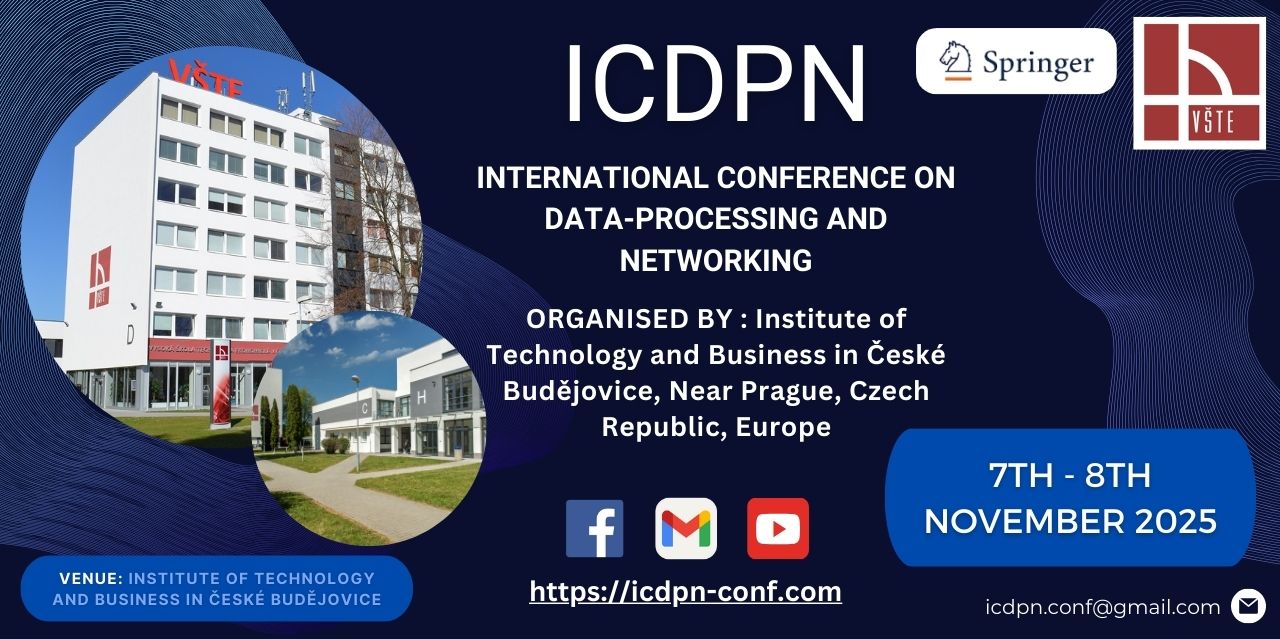 ICDPN
Springer
VŠTE
INTERNATIONAL CONFERENCE ON
DATA-PROCESSING AND
NETWORKING
ORGANISED BY : Institute of
Technology and Business in České
Budějovice, Near Prague, Czech
Republic, Europe
7TH - 8TH
NOVEMBER 2025
https://icdpn-conf.com
icdpn.conf@gmail.com
VENUE: INSTITUTE OF TECHNOLOGY
AND BUSINESS IN ČESKÉ BUDĚJOVICE
VŠTE
VŠTE
D
C
H